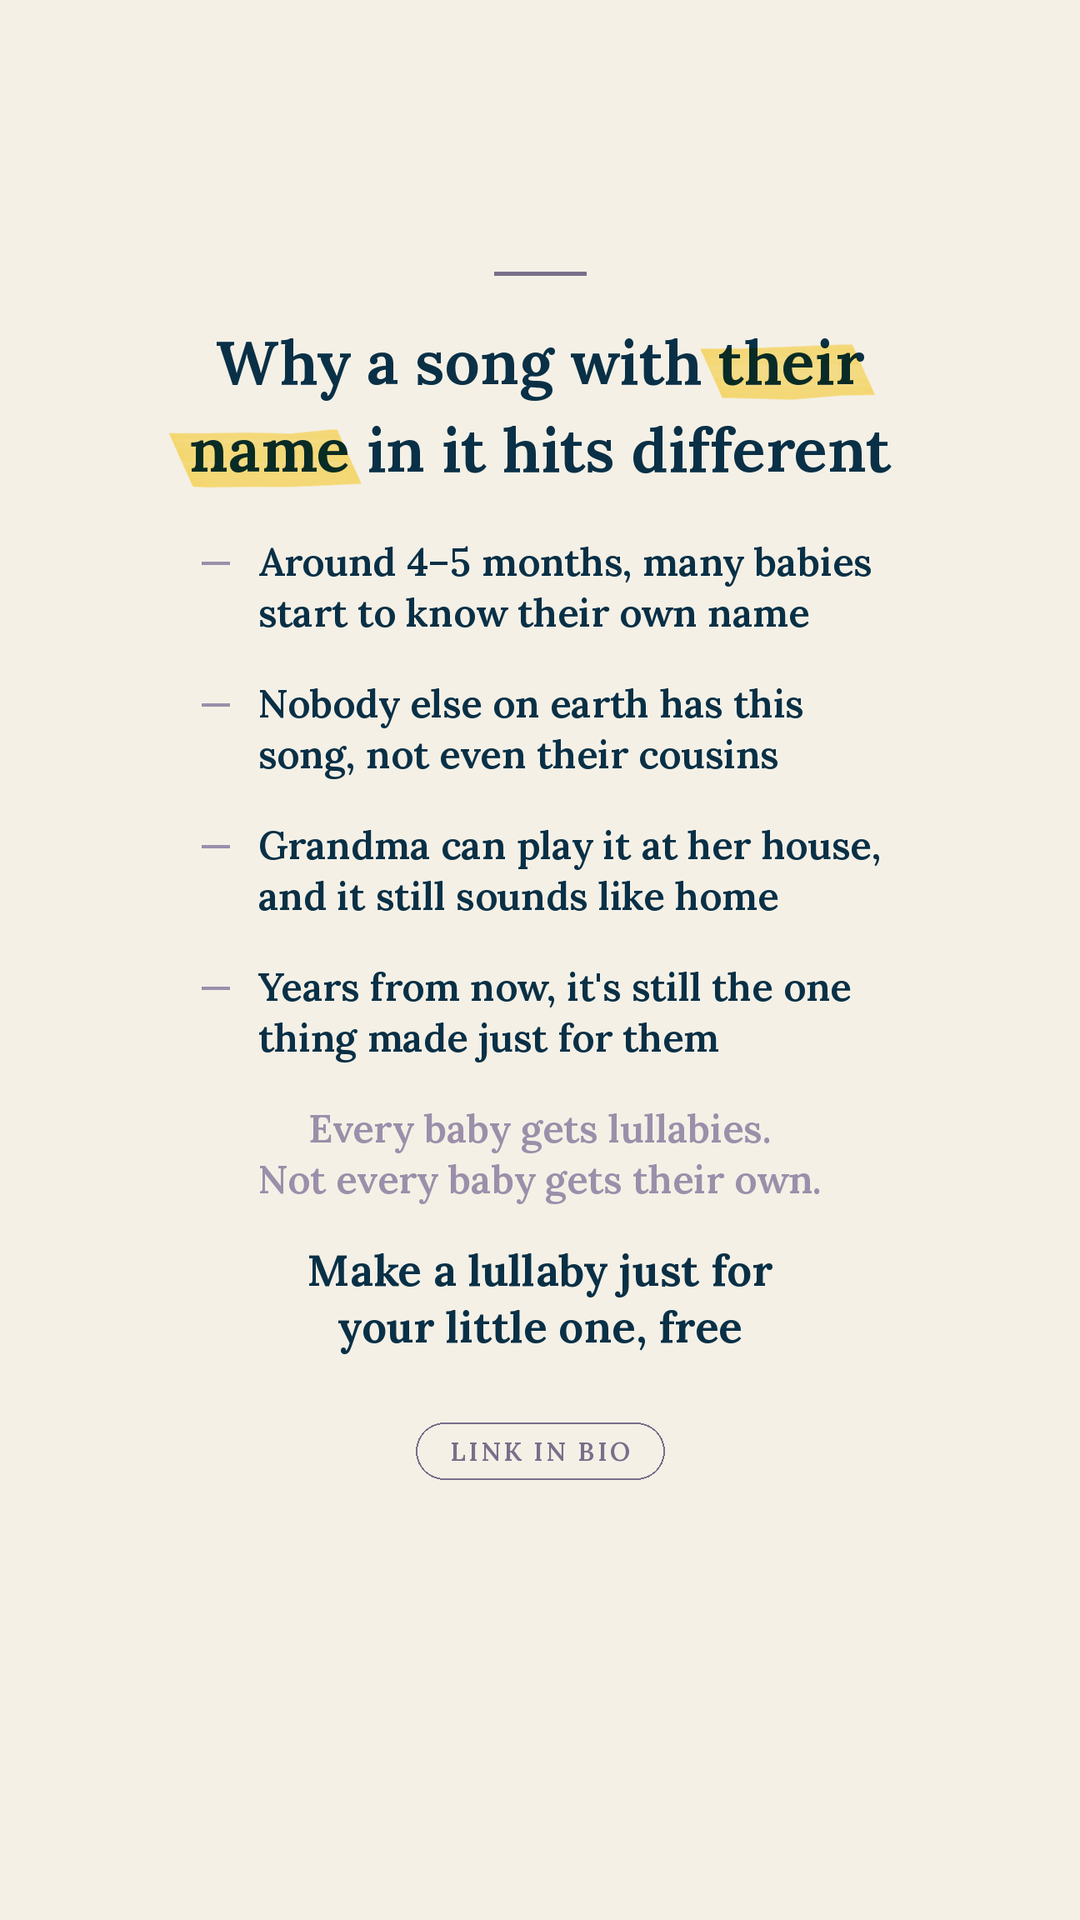 Why a song with their
name in it hits different
— Around 4–5 months, many babies
start to know their own name
— Nobody else on earth has this
song, not even their cousins
— Grandma can play it at her house,
and it still sounds like home
— Years from now, it's still the one
thing made just for them
Every baby gets lullabies.
Not every baby gets their own.
Make a lullaby just for
your little one, free
LINK IN BIO